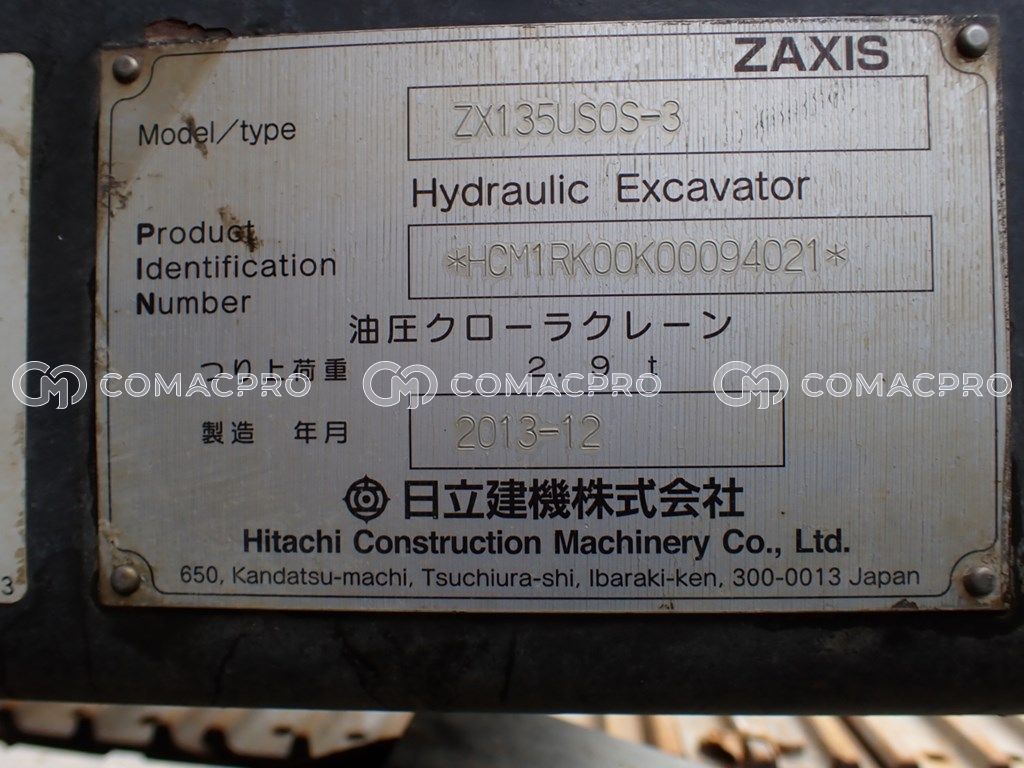 ZAXIS
Model/type ZX135USOS-3
Hydraulic Excavator
Product
Identification *HCM1RK00K00094021*
Number
油圧クローラクレーン
つり上荷重 2.9 t
COMACPRO COMACPRO COMACPRO
製造 年月 2013-12
日立建機株式会社
Hitachi Construction Machinery Co., Ltd.
650, Kandatsu-machi, Tsuchiura-shi, Ibaraki-ken, 300-0013 Japan
3